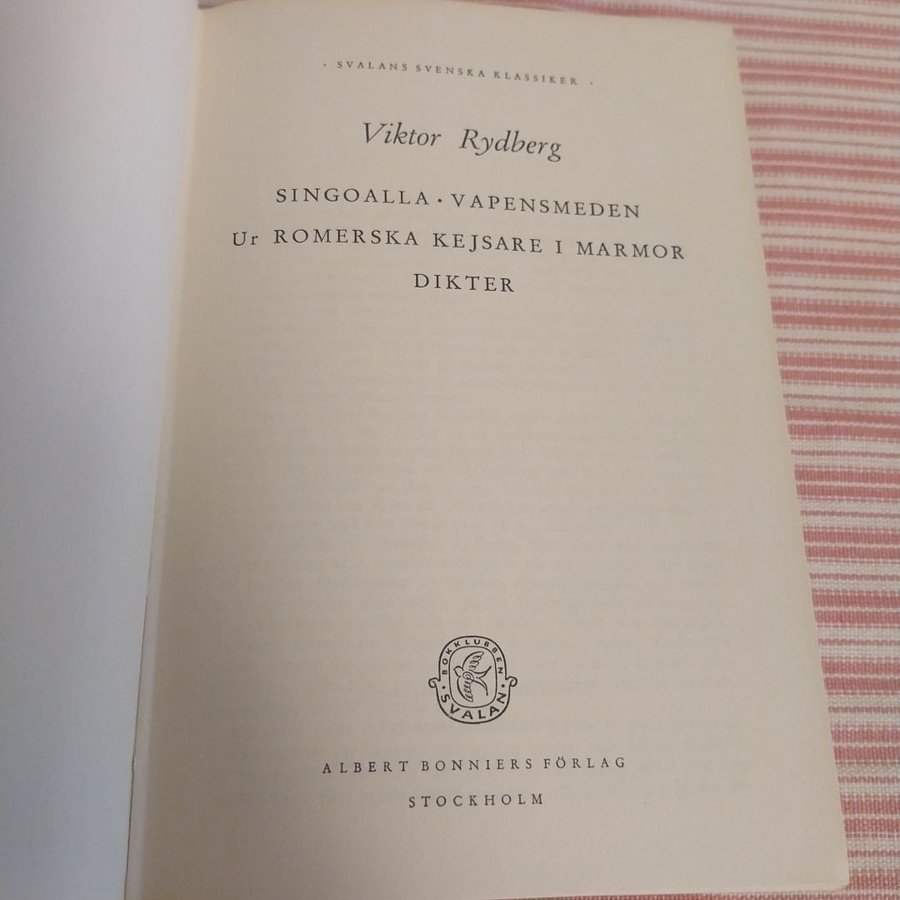 · SVALANS SVENSKA KLASSIKER ·
Viktor Rydberg
SINGOALLA · VAPENSMEDEN
Ur ROMERSKA KEJSARE I MARMOR
DIKTER
· BOKKLUBBEN ·
SVALAN
ALBERT BONNIERS FÖRLAG
STOCKHOLM